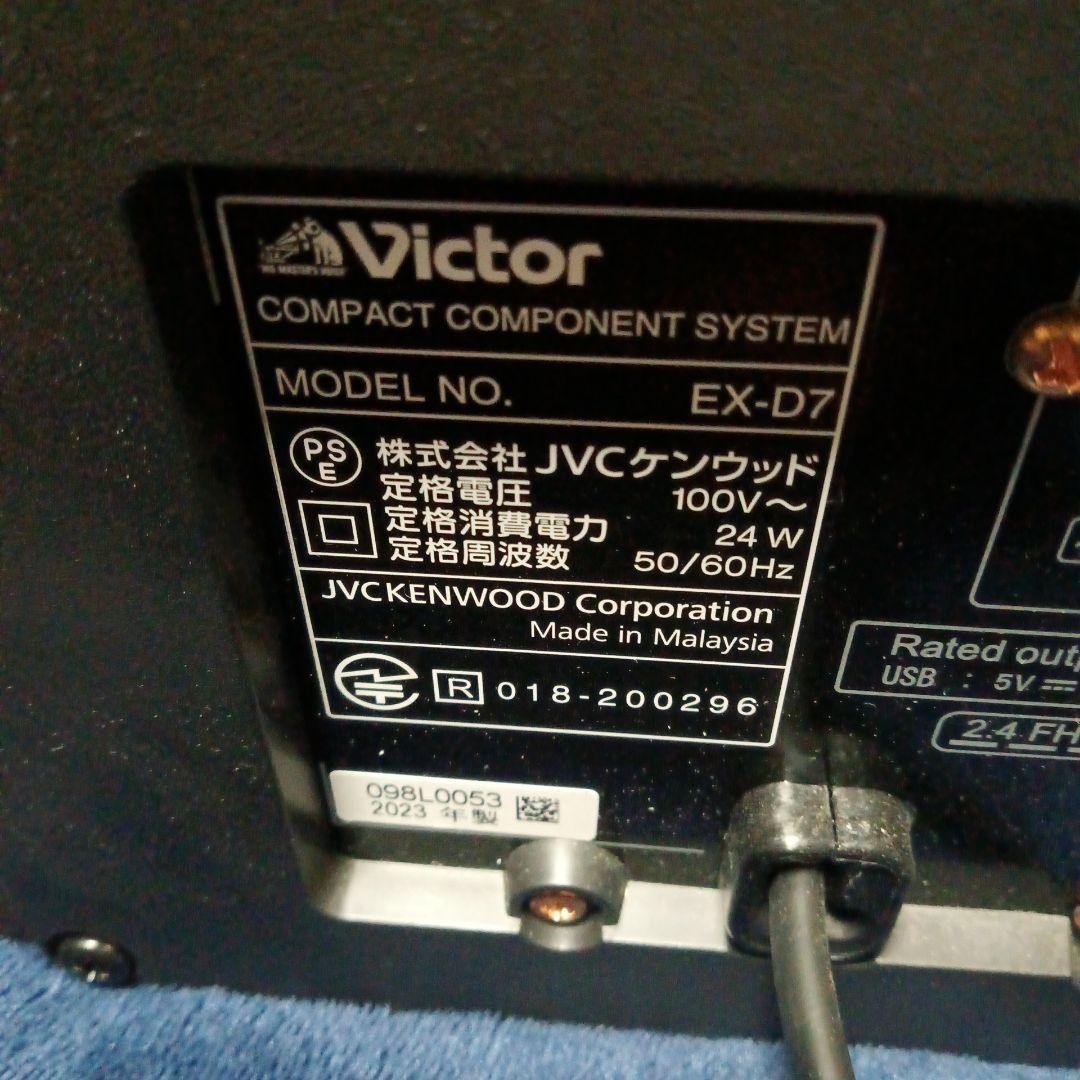 HIS MASTER'S VOICE
Victor
COMPACT COMPONENT SYSTEM
MODEL NO. EX-D7
PS
E
株式会社 JVCケンウッド
定格電圧 100V～
定格消費電力 24W
定格周波数 50/60Hz
JVCKENWOOD Corporation
Made in Malaysia
R 018-200296
098L0053
2023 年製
Rated outp
USB : 5V
2.4 FH